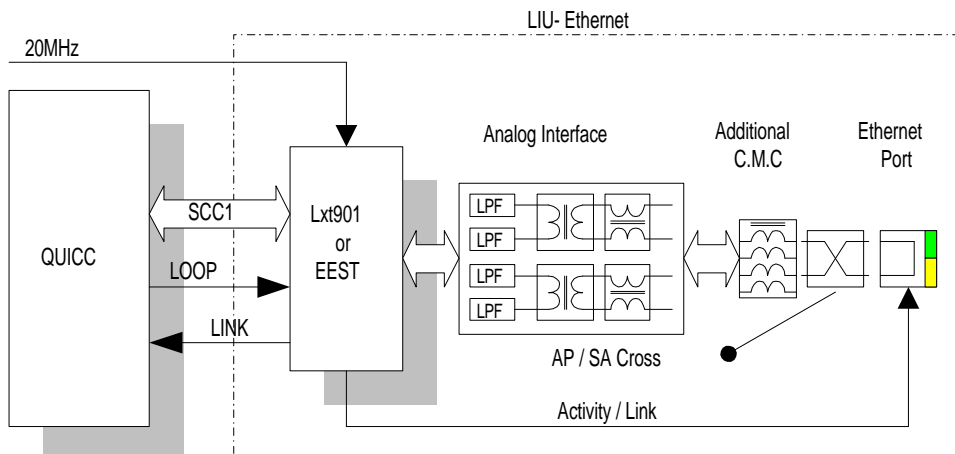 LIU- Ethernet
20MHz
Analog Interface
Additional
C.M.C
Ethernet
Port
QUICC
SCC1
LOOP
LINK
Lxt901
or
EEST
LPF
LPF
LPF
LPF
AP / SA Cross
Activity / Link